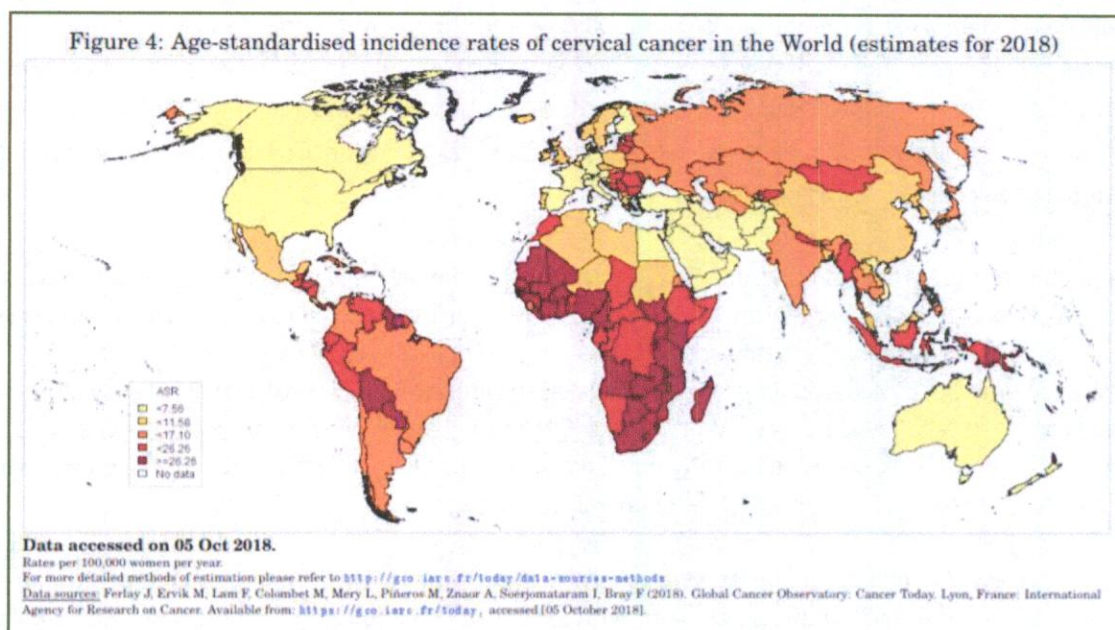 Figure 4: Age-standardised incidence rates of cervical cancer in the World (estimates for 2018)
ASR
<7.56
<11.56
<17.10
<26.26
>=26.26
No data
Data accessed on 05 Oct 2018.
Rates per 100,000 women per year.
For more detailed methods of estimation please refer to http://gco.iarc.fr/today/data-sources-methods
Data sources: Ferlay J, Ervik M, Lam F, Colombet M, Mery L, Piñeros M, Znaor A, Soerjomataram I, Bray F (2018). Global Cancer Observatory: Cancer Today. Lyon, France: International
Agency for Research on Cancer. Available from: https://gco.iarc.fr/today, accessed [05 October 2018].